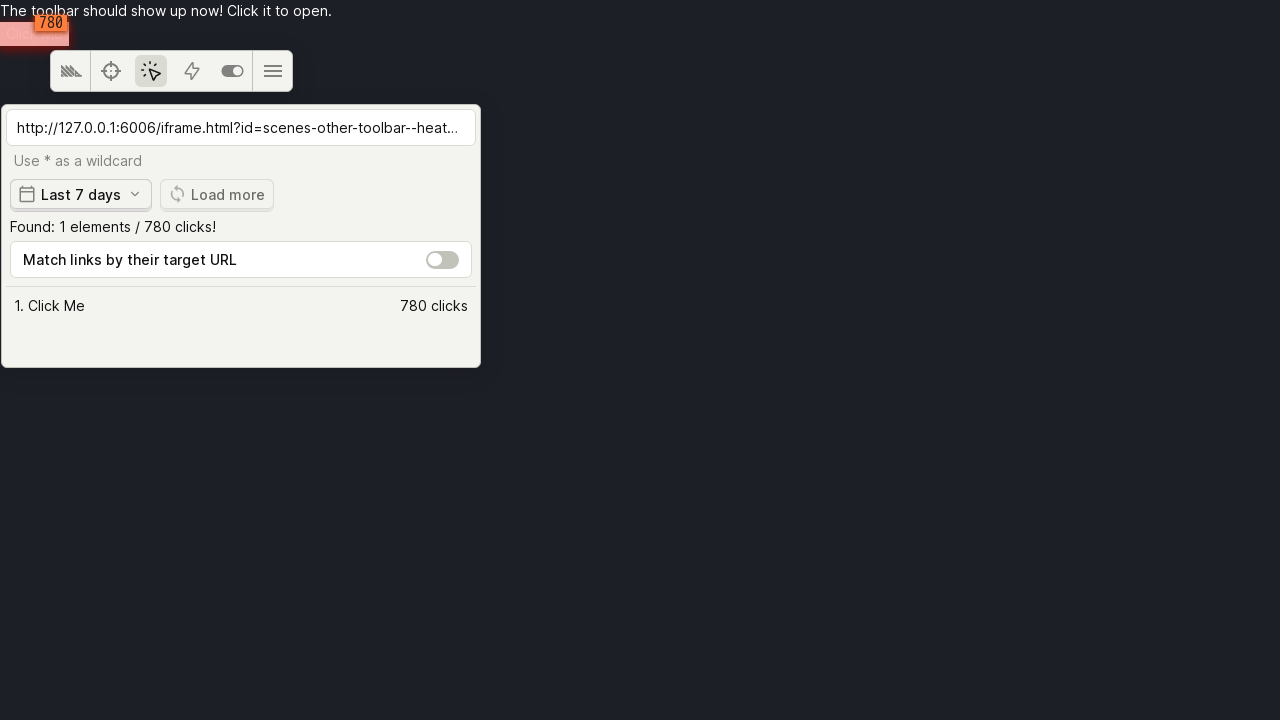 The toolbar should show up now! Click it to open.
780
Click Me
http://127.0.0.1:6006/iframe.html?id=scenes-other-toolbar--heat...
Use * as a wildcard
Last 7 days
Load more
Found: 1 elements / 780 clicks!
Match links by their target URL
1. Click Me 780 clicks